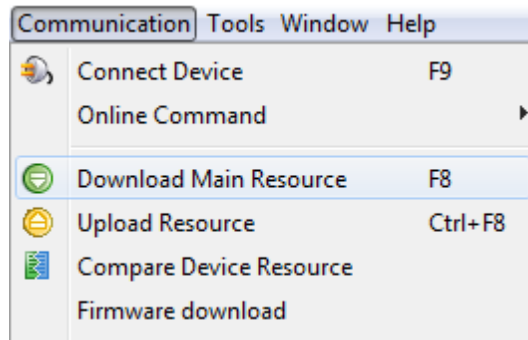 Communication Tools Window Help
Connect Device F9
Online Command
Download Main Resource F8
Upload Resource Ctrl+F8
Compare Device Resource
Firmware download